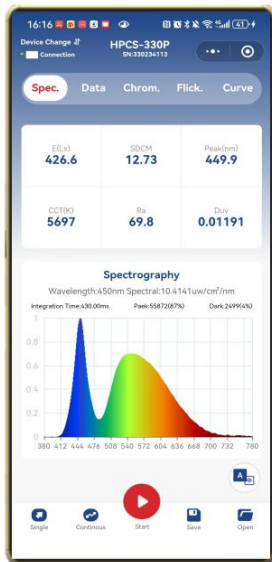 16:16
41
Device Change
HPCS-330P
Connection
SN:330234113
Spec. Data Chrom. Flick. Curve
E(Lx) SDCM Peak(nm)
426.6 12.73 449.9
CCT(K) Ra Duv
5697 69.8 0.01191
Spectrography
Wavelength:450nm Spectral:10.4141uw/cm²/nm
Integration Time:430.00ms Paek:55872(87%) Dark:2499(4%)
1
0.8
0.6
0.4
0.2
0
380 412 444 476 508 540 572 604 636 668 700 732 780
A
Single Continous Start Save Open